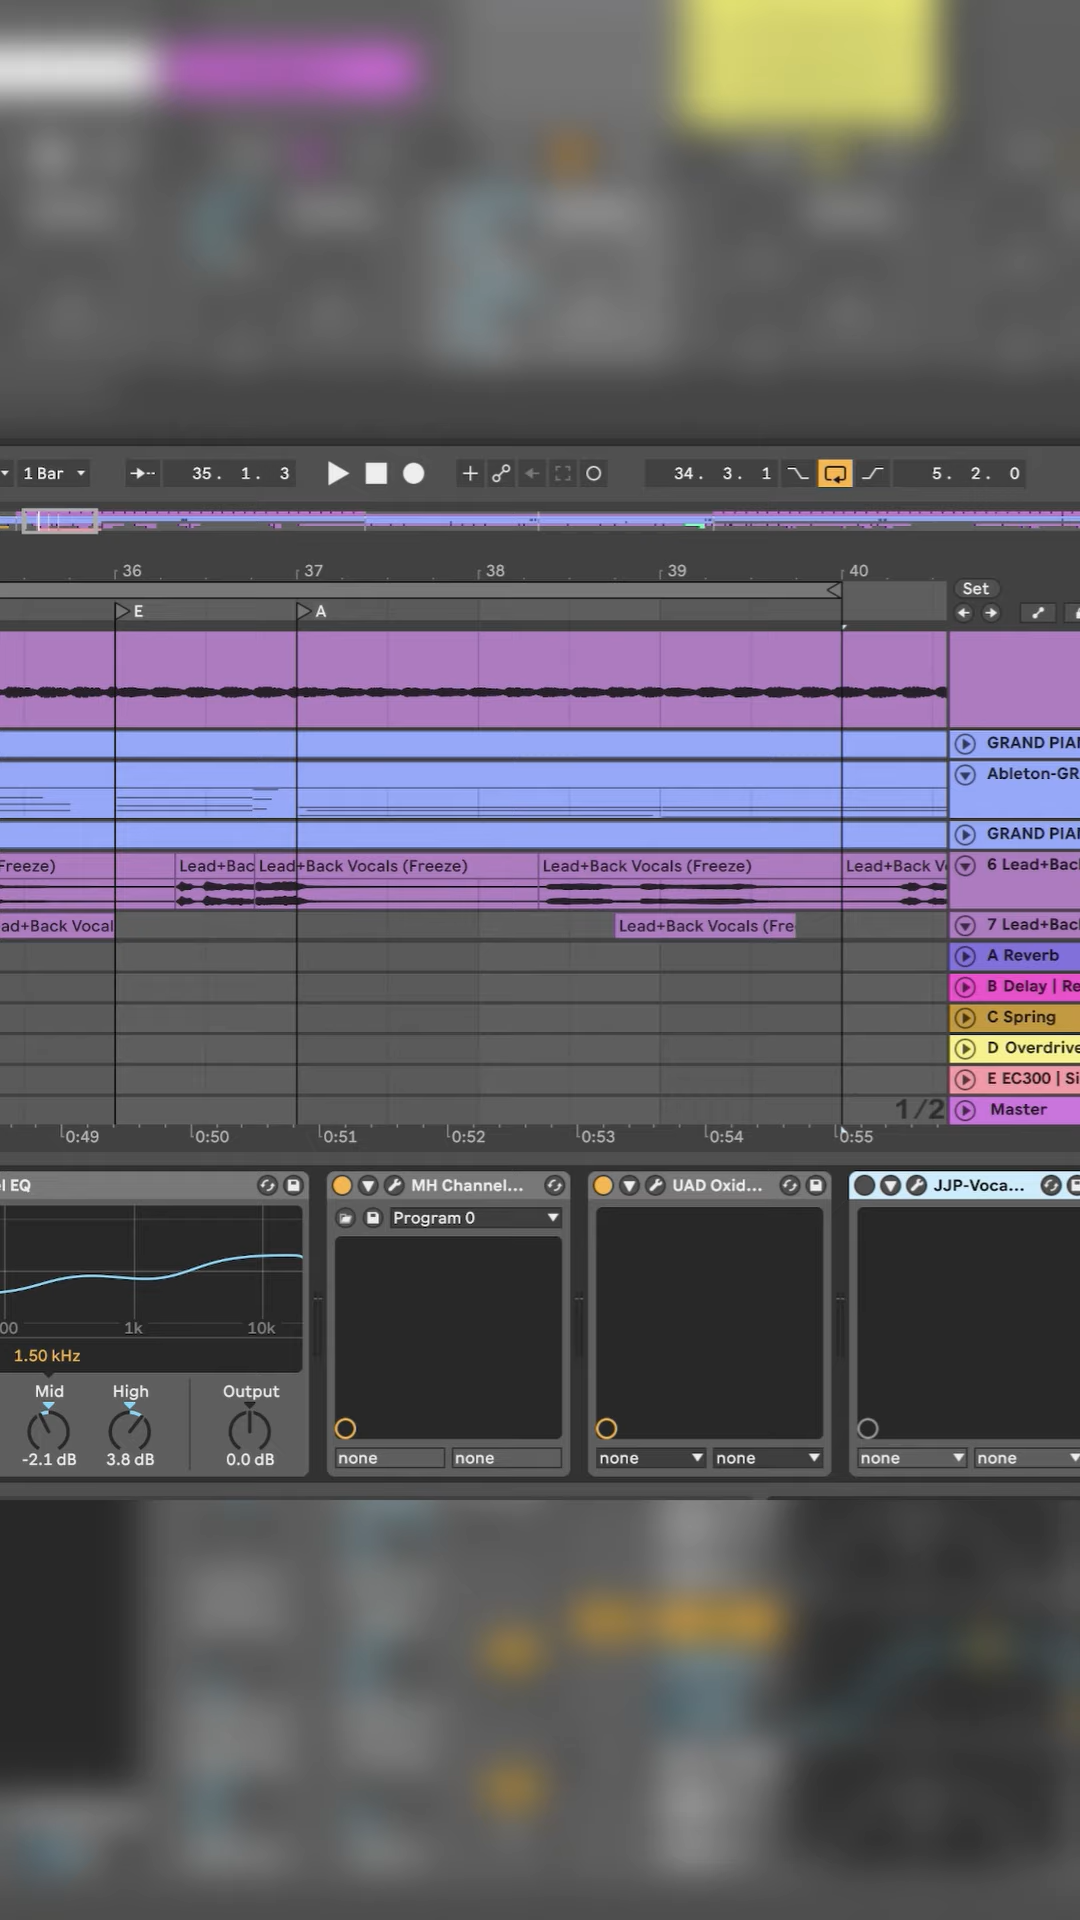 1 Bar 35. 1. 3 34. 3. 1 5. 2. 0
36 37 38 39 40
Set
E A
GRAND PIA
Ableton-GR
GRAND PIA
Freeze) Lead+Bac Lead+Back Vocals (Freeze) Lead+Back Vocals (Freeze) Lead+Back V 6 Lead+Back
ad+Back Vocal Lead+Back Vocals (Fre 7 Lead+Back
A Reverb
B Delay | Re
C Spring
D Overdrive
E EC300 | Si
1/2 Master
0:49 0:50 0:51 0:52 0:53 0:54 0:55
l EQ MH Channel... UAD Oxid... JJP-Voca...
Program 0
00 1k 10k
1.50 kHz
Mid High Output
-2.1 dB 3.8 dB 0.0 dB none none none none none none